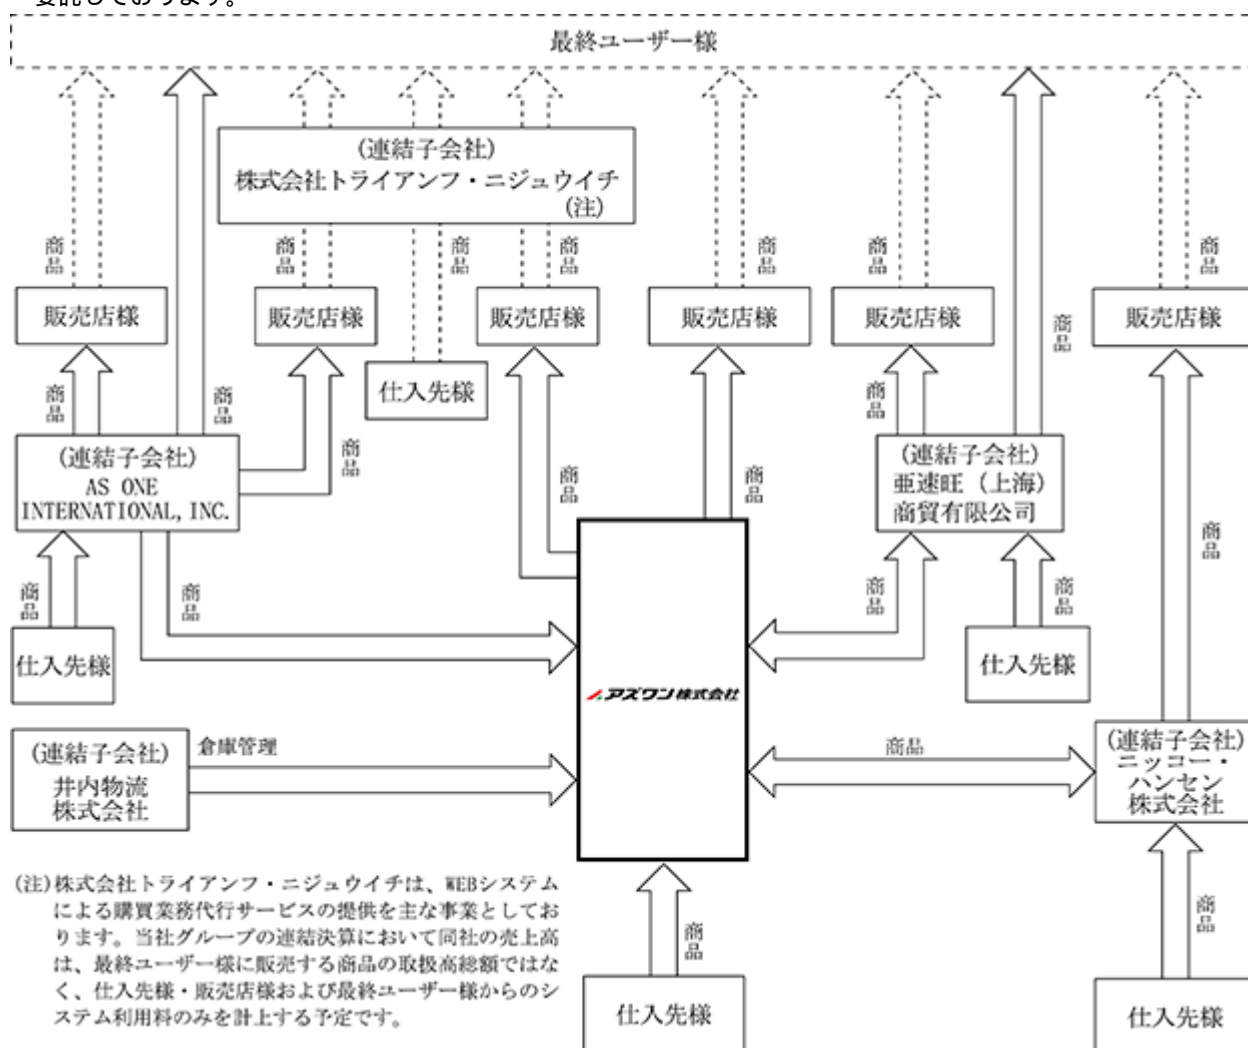 委託しております。
最終ユーザー様
(連結子会社)
株式会社トライアンフ・ニジュウイチ
(注)
商品
商品
商品
商品
商品
商品
商品
販売店様
販売店様
販売店様
販売店様
販売店様
販売店様
商品
仕入先様
商品
商品
商品
商品
(連結子会社)
AS ONE
INTERNATIONAL, INC.
商品
商品
商品
(連結子会社)
亜速旺（上海）
商貿有限公司
商品
商品
商品
商品
商品
仕入先様
仕入先様
アズワン株式会社
(連結子会社)
井内物流
株式会社
倉庫管理
商品
(連結子会社)
ニッコー・
ハンセン
株式会社
(注)株式会社トライアンフ・ニジュウイチは、WEBシステム
による購買業務代行サービスの提供を主な事業としてお
ります。当社グループの連結決算において同社の売上高
は、最終ユーザー様に販売する商品の取扱高総額ではな
く、仕入先様・販売店様および最終ユーザー様からのシ
ステム利用料のみを計上する予定です。
商品
商品
仕入先様
仕入先様